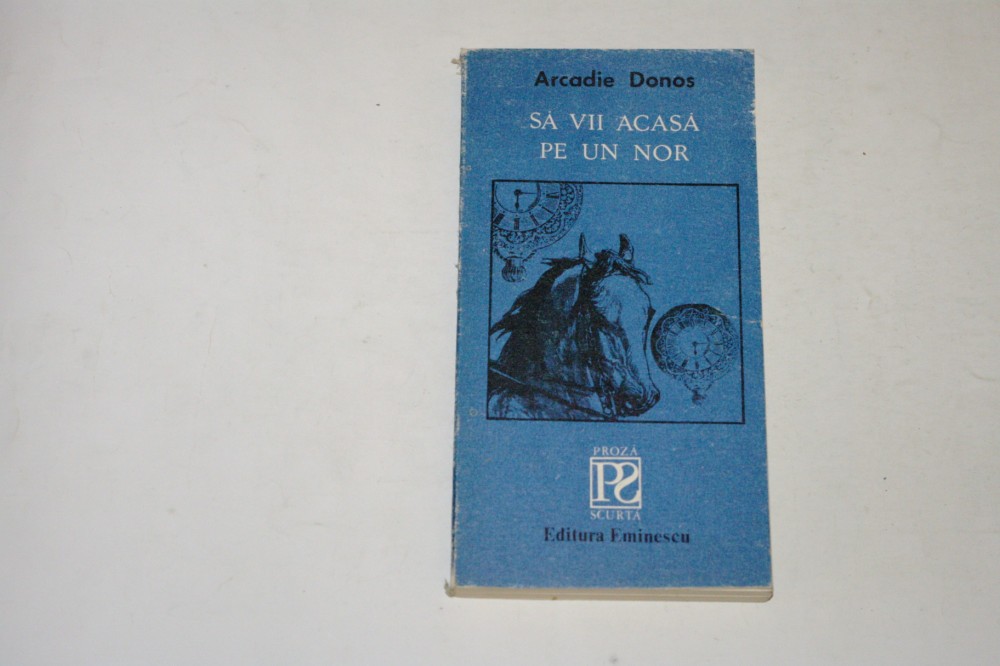 Arcadie Donos
SĂ VII ACASĂ
PE UN NOR
PROZĂ
PS
SCURTĂ
Editura Eminescu